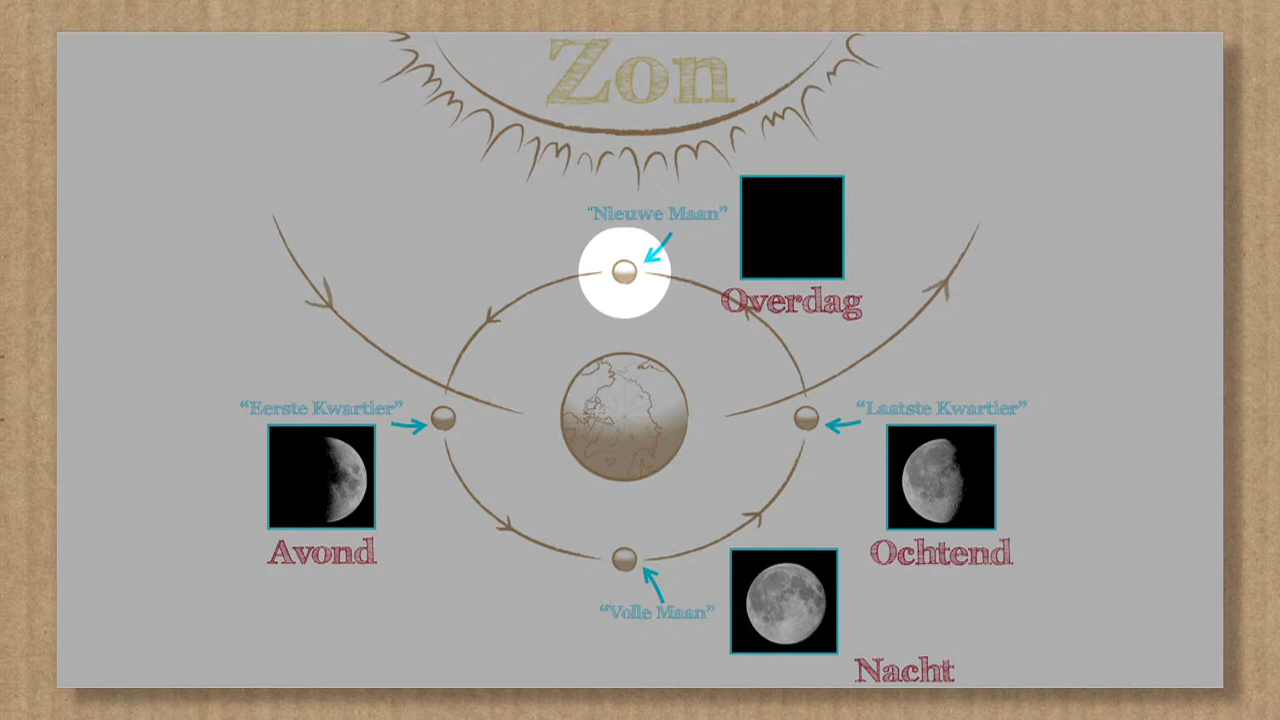 Zon
“Nieuwe Maan”
Overdag
“Eerste Kwartier”
“Laatste Kwartier”
Avond
Ochtend
“Volle Maan”
Nacht